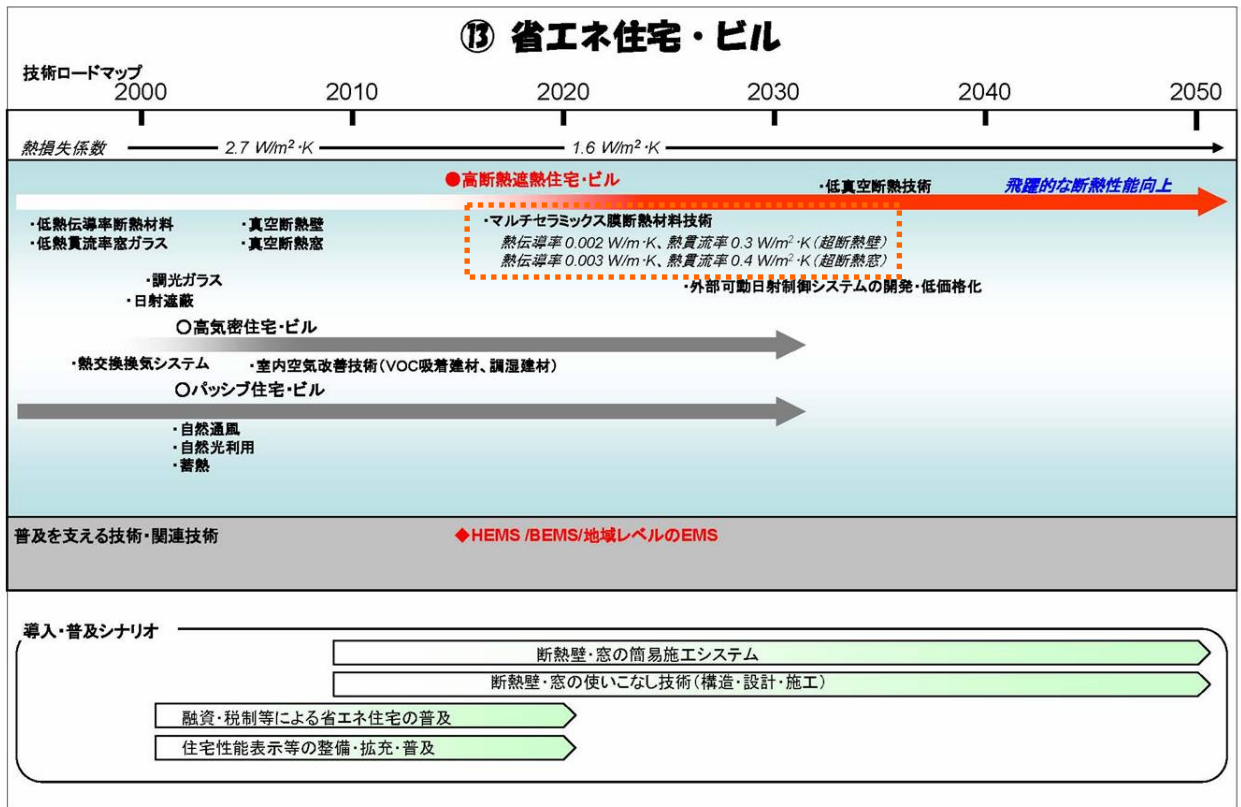 ⑬ 省エネ住宅・ビル
技術ロードマップ
2000 2010 2020 2030 2040 2050
熱損失係数 2.7 W/m²・K 1.6 W/m²・K
●高断熱遮熱住宅・ビル
・低真空断熱技術
飛躍的な断熱性能向上
・低熱伝導率断熱材料
・低熱貫流率窓ガラス
・真空断熱壁
・真空断熱窓
・マルチセラミックス膜断熱材料技術
熱伝導率 0.002 W/m・K、熱貫流率 0.3 W/m²・K(超断熱壁)
熱伝導率 0.003 W/m・K、熱貫流率 0.4 W/m²・K(超断熱窓)
・調光ガラス
・日射遮蔽
・外部可動日射制御システムの開発・低価格化
○高気密住宅・ビル
・熱交換換気システム
・室内空気改善技術(VOC吸着建材、調湿建材)
○パッシブ住宅・ビル
・自然通風
・自然光利用
・蓄熱
普及を支える技術・関連技術
◆HEMS /BEMS/地域レベルのEMS
導入・普及シナリオ
断熱壁・窓の簡易施工システム
断熱壁・窓の使いこなし技術(構造・設計・施工)
融資・税制等による省エネ住宅の普及
住宅性能表示等の整備・拡充・普及